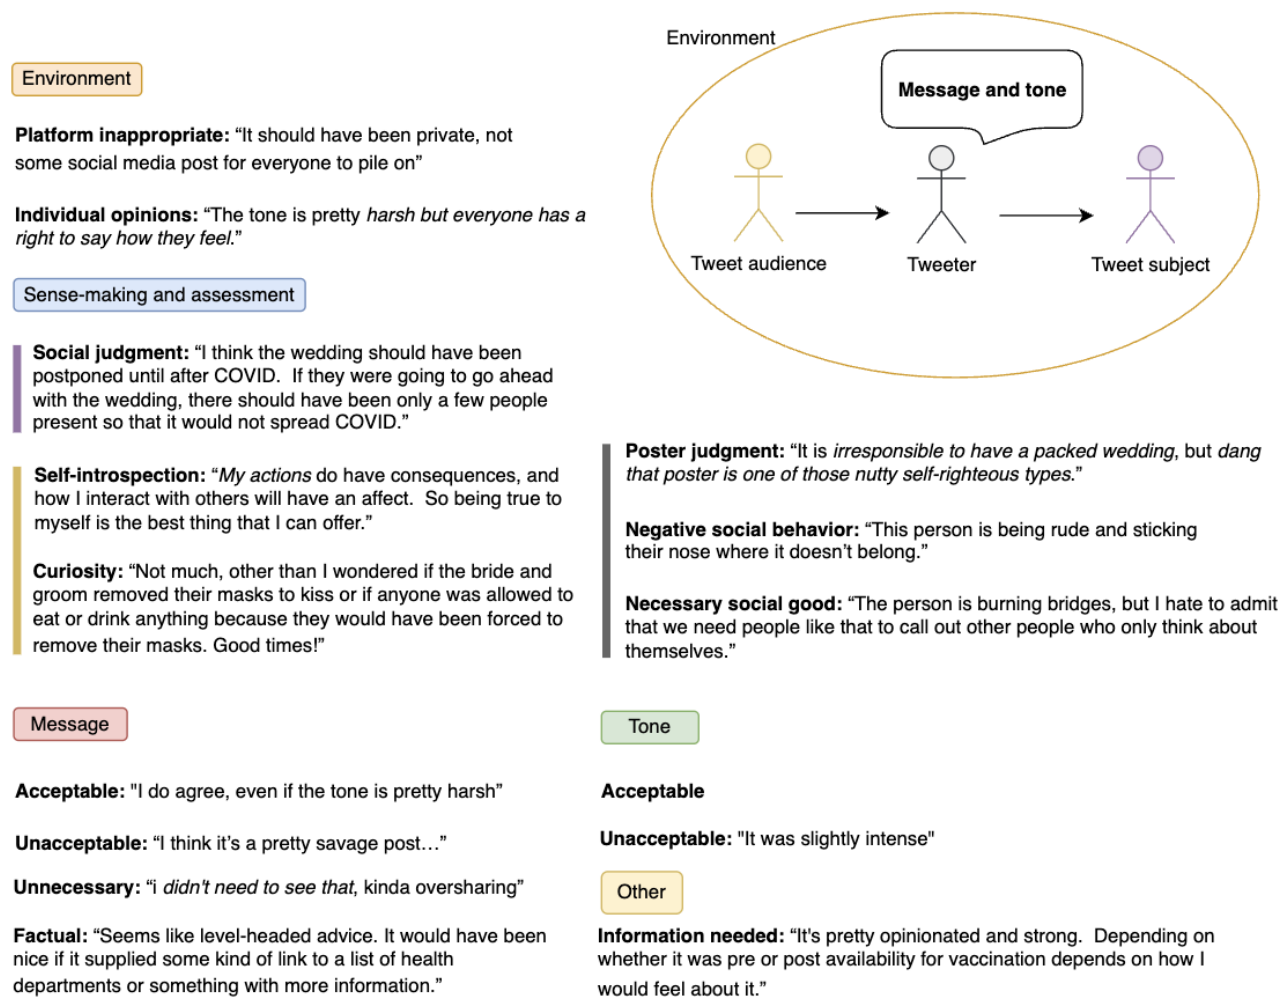 Environment
Message and tone
Tweet audience
Tweeter
Tweet subject
Environment
Platform inappropriate: “It should have been private, not
some social media post for everyone to pile on”
Individual opinions: “The tone is pretty harsh but everyone has a
right to say how they feel.”
Sense-making and assessment
Social judgment: “I think the wedding should have been
postponed until after COVID.  If they were going to go ahead
with the wedding, there should have been only a few people
present so that it would not spread COVID.”
Self-introspection: “My actions do have consequences, and
how I interact with others will have an affect.  So being true to
myself is the best thing that I can offer.”
Curiosity: “Not much, other than I wondered if the bride and
groom removed their masks to kiss or if anyone was allowed to
eat or drink anything because they would have been forced to
remove their masks. Good times!”
Poster judgment: “It is irresponsible to have a packed wedding, but dang
that poster is one of those nutty self-righteous types.”
Negative social behavior: “This person is being rude and sticking
their nose where it doesn’t belong.”
Necessary social good: “The person is burning bridges, but I hate to admit
that we need people like that to call out other people who only think about
themselves.”
Message
Acceptable: "I do agree, even if the tone is pretty harsh”
Unacceptable: “I think it’s a pretty savage post…”
Unnecessary: “i didn't need to see that, kinda oversharing”
Factual: “Seems like level-headed advice. It would have been
nice if it supplied some kind of link to a list of health
departments or something with more information.”
Tone
Acceptable
Unacceptable: "It was slightly intense"
Other
Information needed: “It's pretty opinionated and strong.  Depending on
whether it was pre or post availability for vaccination depends on how I
would feel about it.”